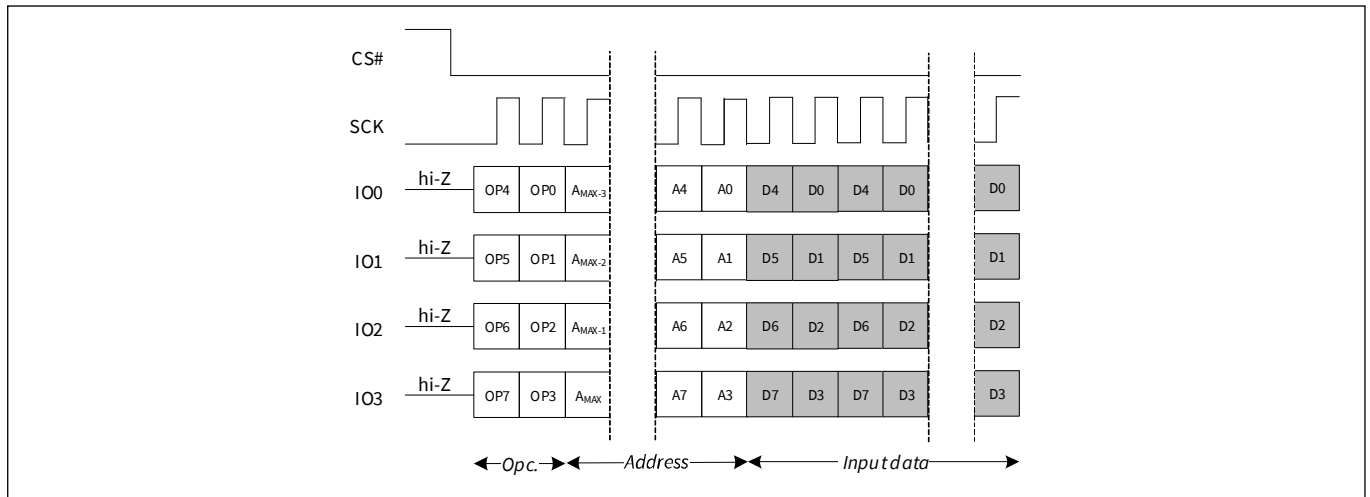 CS#
SCK
IO0 hi-Z OP4 OP0 AMAX-3 A4 A0 D4 D0 D4 D0 D0
IO1 hi-Z OP5 OP1 AMAX-2 A5 A1 D5 D1 D5 D1 D1
IO2 hi-Z OP6 OP2 AMAX-1 A6 A2 D6 D2 D6 D2 D2
IO3 hi-Z OP7 OP3 AMAX A7 A3 D7 D3 D7 D3 D3
Opc. Address Input data